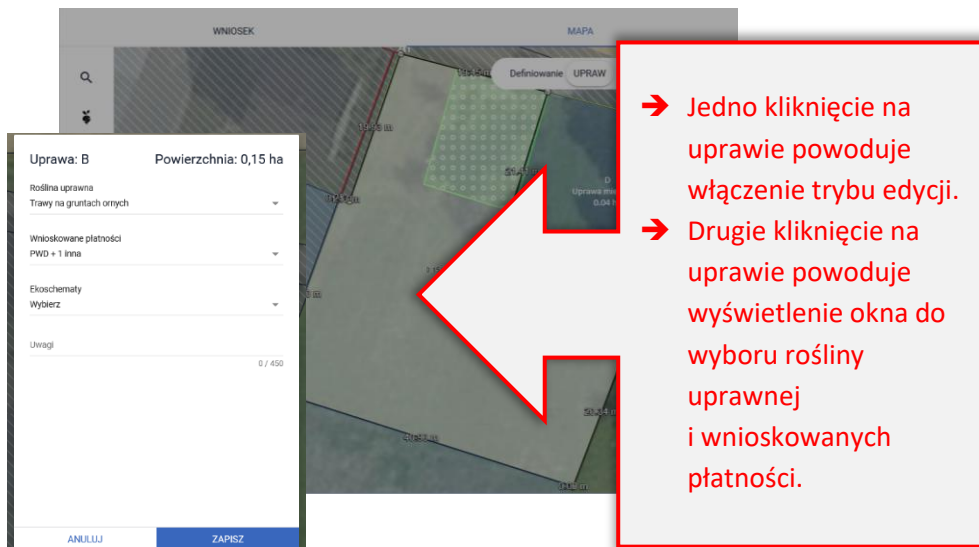 WNIOSEK
MAPA
Definiowanie UPRAW
D
0.04
Uprawa: B
Powierzchnia: 0,15 ha
Roślina uprawna
Trawy na gruntach ornych
Wnioskowane płatności
PWD + 1 inna
Ekoschematy
Wybierz
Uwagi
0 / 450
ANULUJ
ZAPISZ
➔ Jedno kliknięcie na
uprawie powoduje
włączenie trybu edycji.
➔ Drugie kliknięcie na
uprawie powoduje
wyświetlenie okna do
wyboru rośliny
uprawnej
i wnioskowanych
płatności.